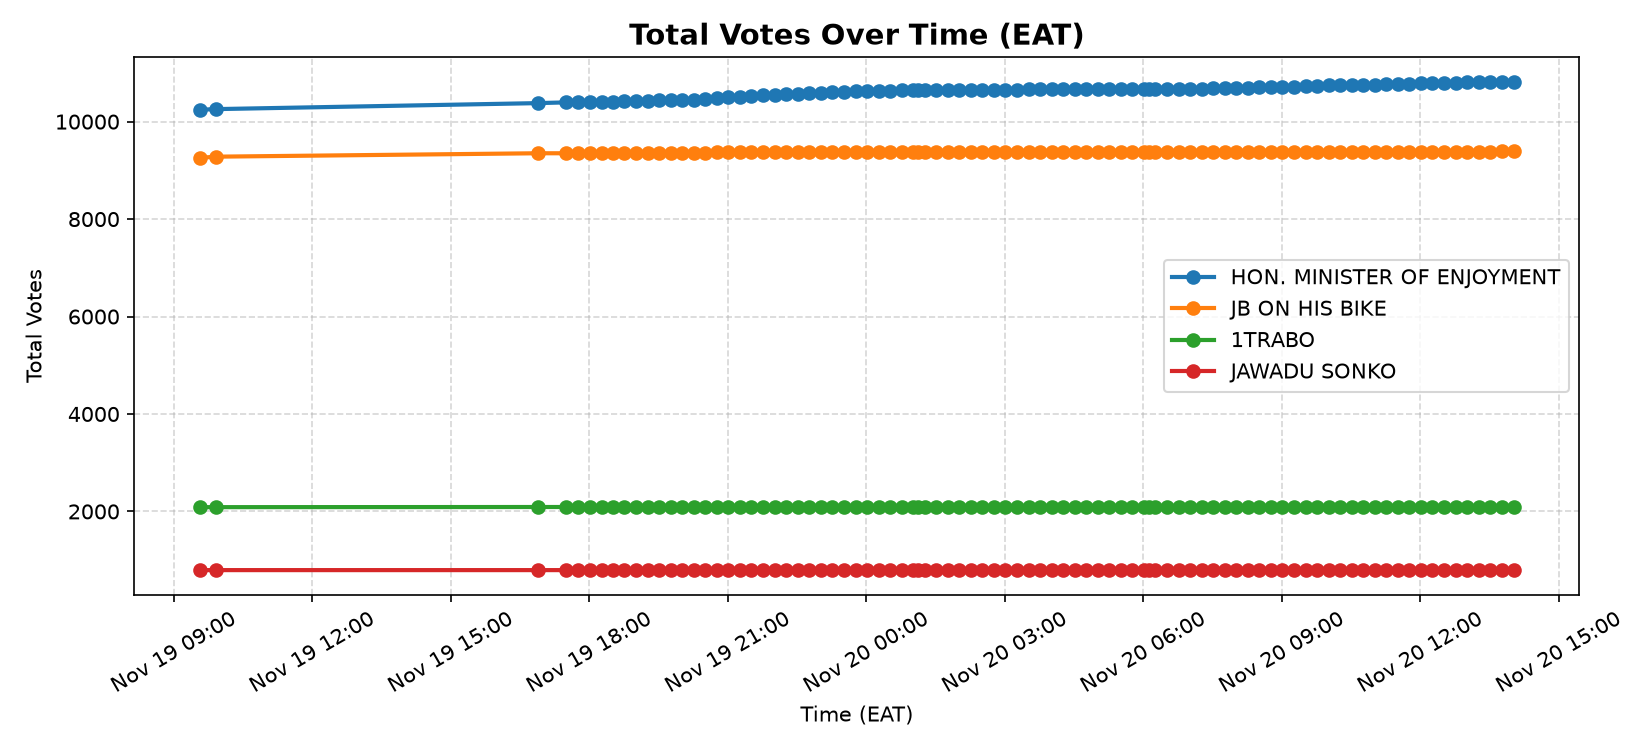 Total Votes Over Time (EAT)
Total Votes
10000
8000
6000
4000
2000
HON. MINISTER OF ENJOYMENT
JB ON HIS BIKE
1TRABO
JAWADU SONKO
Nov 19 09:00
Nov 19 12:00
Nov 19 15:00
Nov 19 18:00
Nov 19 21:00
Nov 20 00:00
Nov 20 03:00
Nov 20 06:00
Nov 20 09:00
Nov 20 12:00
Nov 20 15:00
Time (EAT)